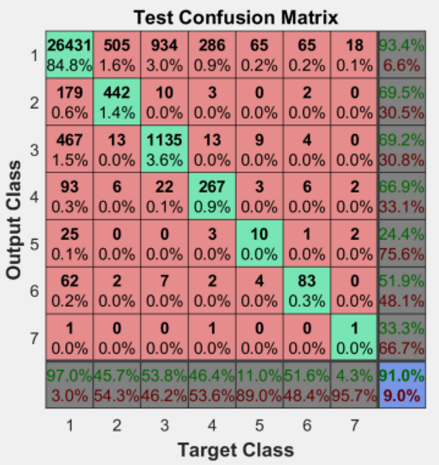 Test Confusion Matrix
26431 505 934 286 65 65 18 93.4%
1
84.8% 1.6% 3.0% 0.9% 0.2% 0.2% 0.1% 6.6%
179 442 10 3 0 2 0 69.5%
2
0.6% 1.4% 0.0% 0.0% 0.0% 0.0% 0.0% 30.5%
467 13 1135 13 9 4 0 69.2%
3
1.5% 0.0% 3.6% 0.0% 0.0% 0.0% 0.0% 30.8%
93 6 22 267 3 6 2 66.9%
4
0.3% 0.0% 0.1% 0.9% 0.0% 0.0% 0.0% 33.1%
25 0 0 3 10 1 2 24.4%
5
0.1% 0.0% 0.0% 0.0% 0.0% 0.0% 0.0% 75.6%
62 2 7 2 4 83 0 51.9%
6
0.2% 0.0% 0.0% 0.0% 0.0% 0.3% 0.0% 48.1%
1 0 0 1 0 0 1 33.3%
7
0.0% 0.0% 0.0% 0.0% 0.0% 0.0% 0.0% 66.7%
97.0% 45.7% 53.8% 46.4% 11.0% 51.6% 4.3% 91.0%
3.0% 54.3% 46.2% 53.6% 89.0% 48.4% 95.7% 9.0%
1 2 3 4 5 6 7
Target Class
Output Class